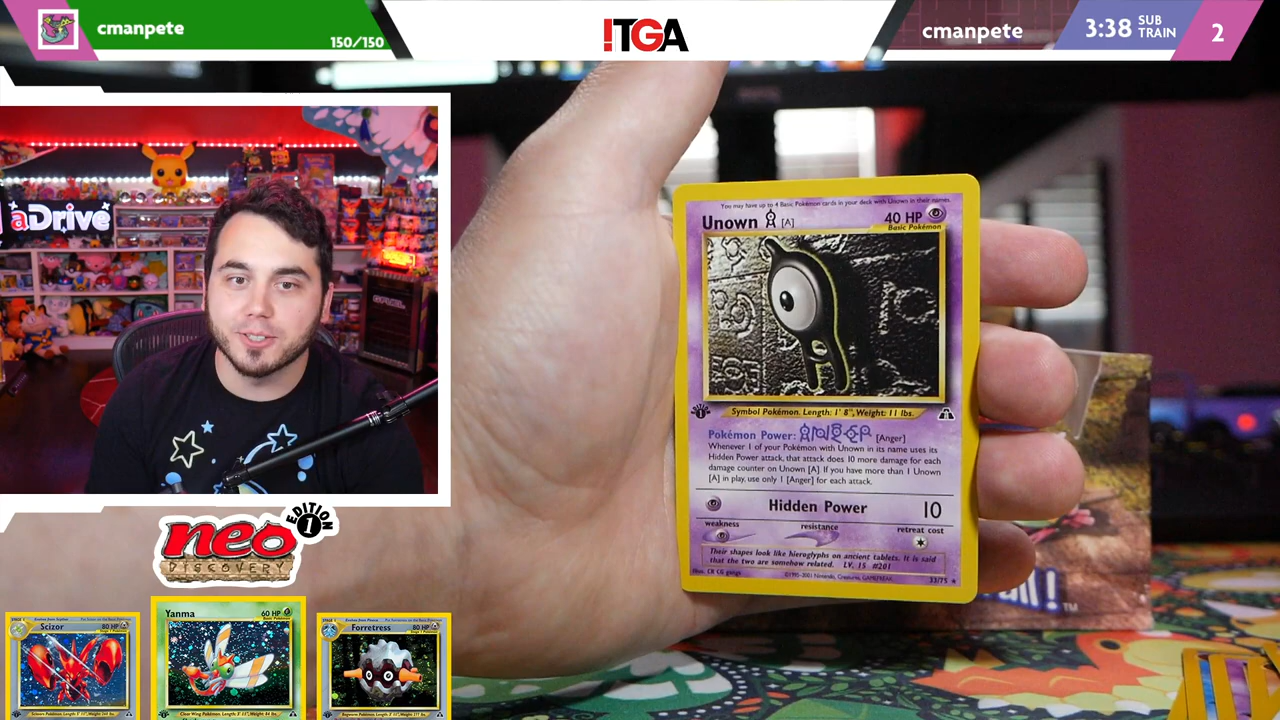 cmanpete
150/150
!TGA
cmanpete
3:38 SUB TRAIN
2
aDrive
You may have up to 4 Basic Pokémon cards in your deck with Unown in their names.
Unown [A] 40 HP
Basic Pokémon
EDITION 1
Symbol Pokémon. Length: 1' 8", Weight: 11 lbs.
Pokémon Power: [Anger]
Whenever 1 of your Pokémon with Unown in its name uses its
Hidden Power attack, that attack does 10 more damage for each
damage counter on Unown [A] If you have more than 1 Unown
[A] in play, use only 1 [Anger] for each attack.
Hidden Power 10
weakness resistance retreat cost
Their shapes look like hieroglyphs on ancient tablets. It is said
that the two are somehow related. LV. 15 #201
33/75
neo EDITION 1
DISCOVERY
Scizor 80 HP
Yanma 60 HP
Basic Pokémon
Forretress 80 HP